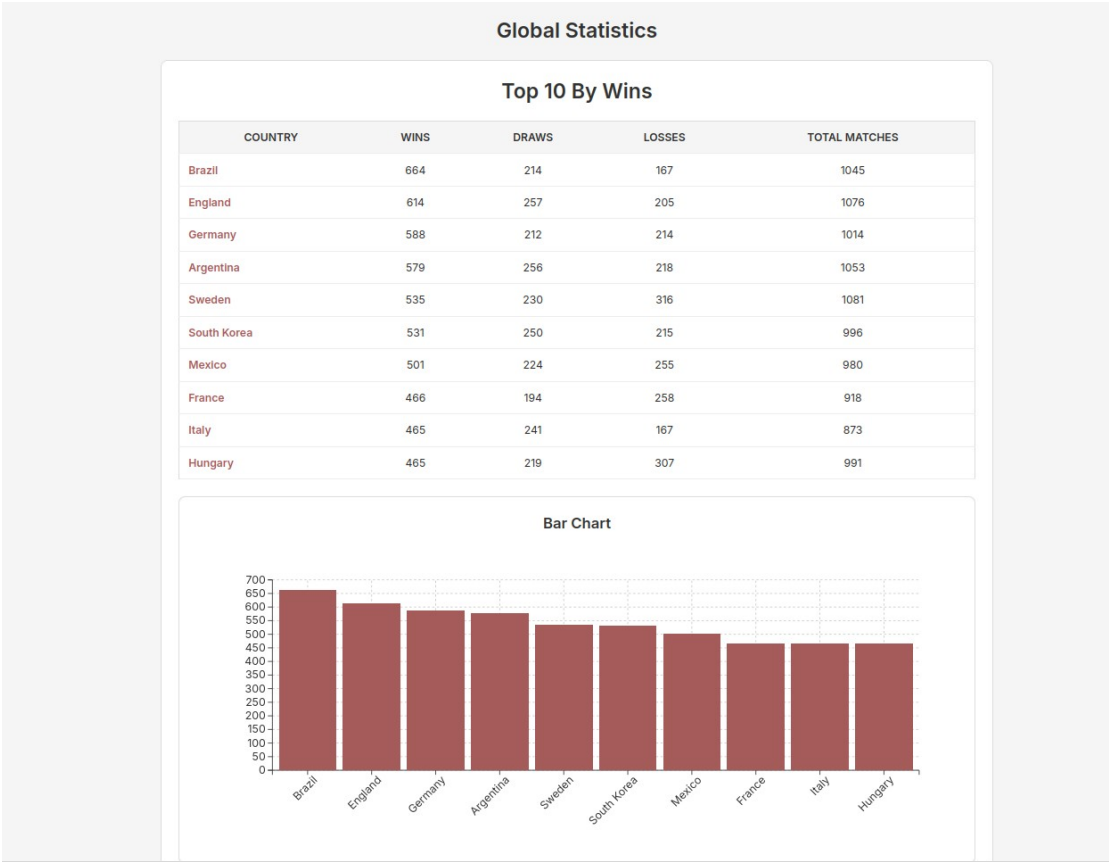 Global Statistics
Top 10 By Wins
COUNTRY WINS DRAWS LOSSES TOTAL MATCHES
Brazil 664 214 167 1045
England 614 257 205 1076
Germany 588 212 214 1014
Argentina 579 256 218 1053
Sweden 535 230 316 1081
South Korea 531 250 215 996
Mexico 501 224 255 980
France 466 194 258 918
Italy 465 241 167 873
Hungary 465 219 307 991
Bar Chart
700
650
600
550
500
450
400
350
300
250
200
150
100
50
0
Brazil England Germany Argentina Sweden South Korea Mexico France Italy Hungary